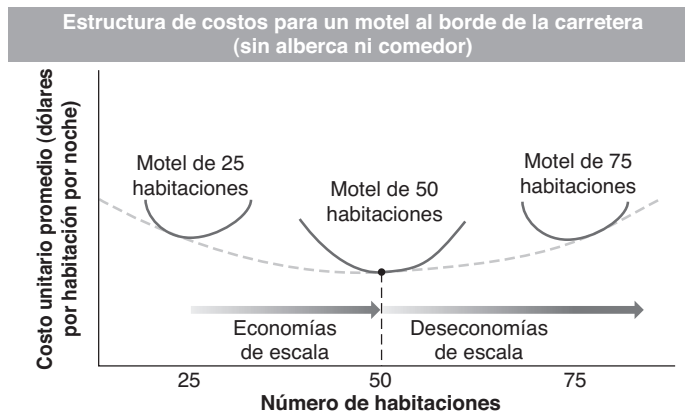 Estructura de costos para un motel al borde de la carretera
(sin alberca ni comedor)
Costo unitario promedio (dólares
por habitación por noche)
Motel de 25
habitaciones
Motel de 50
habitaciones
Motel de 75
habitaciones
Economías
de escala
Deseconomías
de escala
25
50
75
Número de habitaciones